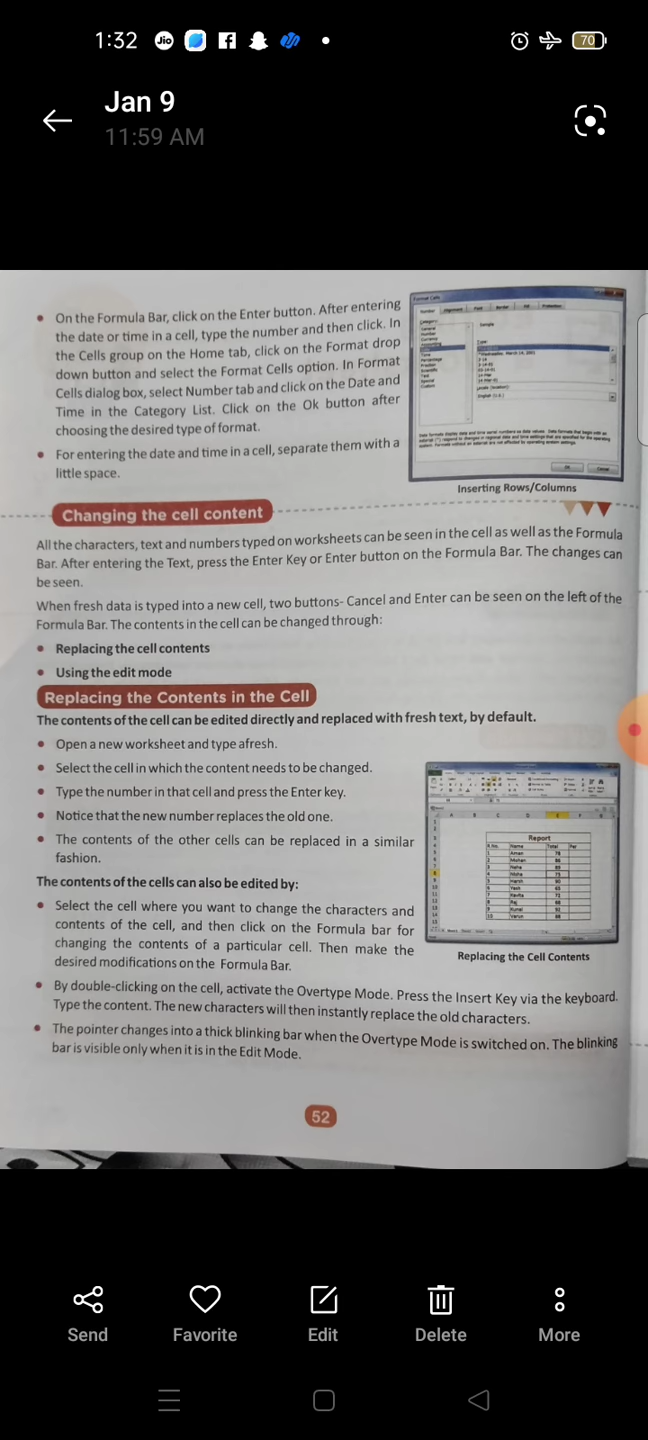 1:32
Jio
70
Jan 9
11:59 AM
On the Formula Bar, click on the Enter button. After entering
the date or time in a cell, type the number and then click. In
the Cells group on the Home tab, click on the Format drop
down button and select the Format Cells option. In Format
Cells dialog box, select Number tab and click on the Date and
Time in the Category List. Click on the Ok button after
choosing the desired type of format.
For entering the date and time in a cell, separate them with a
little space.
Format Cells
Inserting Rows/Columns
Changing the cell content
All the characters, text and numbers typed on worksheets can be seen in the cell as well as the Formula
Bar. After entering the Text, press the Enter Key or Enter button on the Formula Bar. The changes can
be seen.
When fresh data is typed into a new cell, two buttons- Cancel and Enter can be seen on the left of the
Formula Bar. The contents in the cell can be changed through:
Replacing the cell contents
Using the edit mode
Replacing the Contents in the Cell
The contents of the cell can be edited directly and replaced with fresh text, by default.
Open a new worksheet and type afresh.
Select the cell in which the content needs to be changed.
Type the number in that cell and press the Enter key.
Notice that the new number replaces the old one.
The contents of the other cells can be replaced in a similar
fashion.
The contents of the cells can also be edited by:
Select the cell where you want to change the characters and
contents of the cell, and then click on the Formula bar for
changing the contents of a particular cell. Then make the
desired modifications on the Formula Bar.
Report
Name Total Per
Replacing the Cell Contents
By double-clicking on the cell, activate the Overtype Mode. Press the Insert Key via the keyboard.
Type the content. The new characters will then instantly replace the old characters.
The pointer changes into a thick blinking bar when the Overtype Mode is switched on. The blinking
bar is visible only when it is in the Edit Mode.
52
Send Favorite Edit Delete More